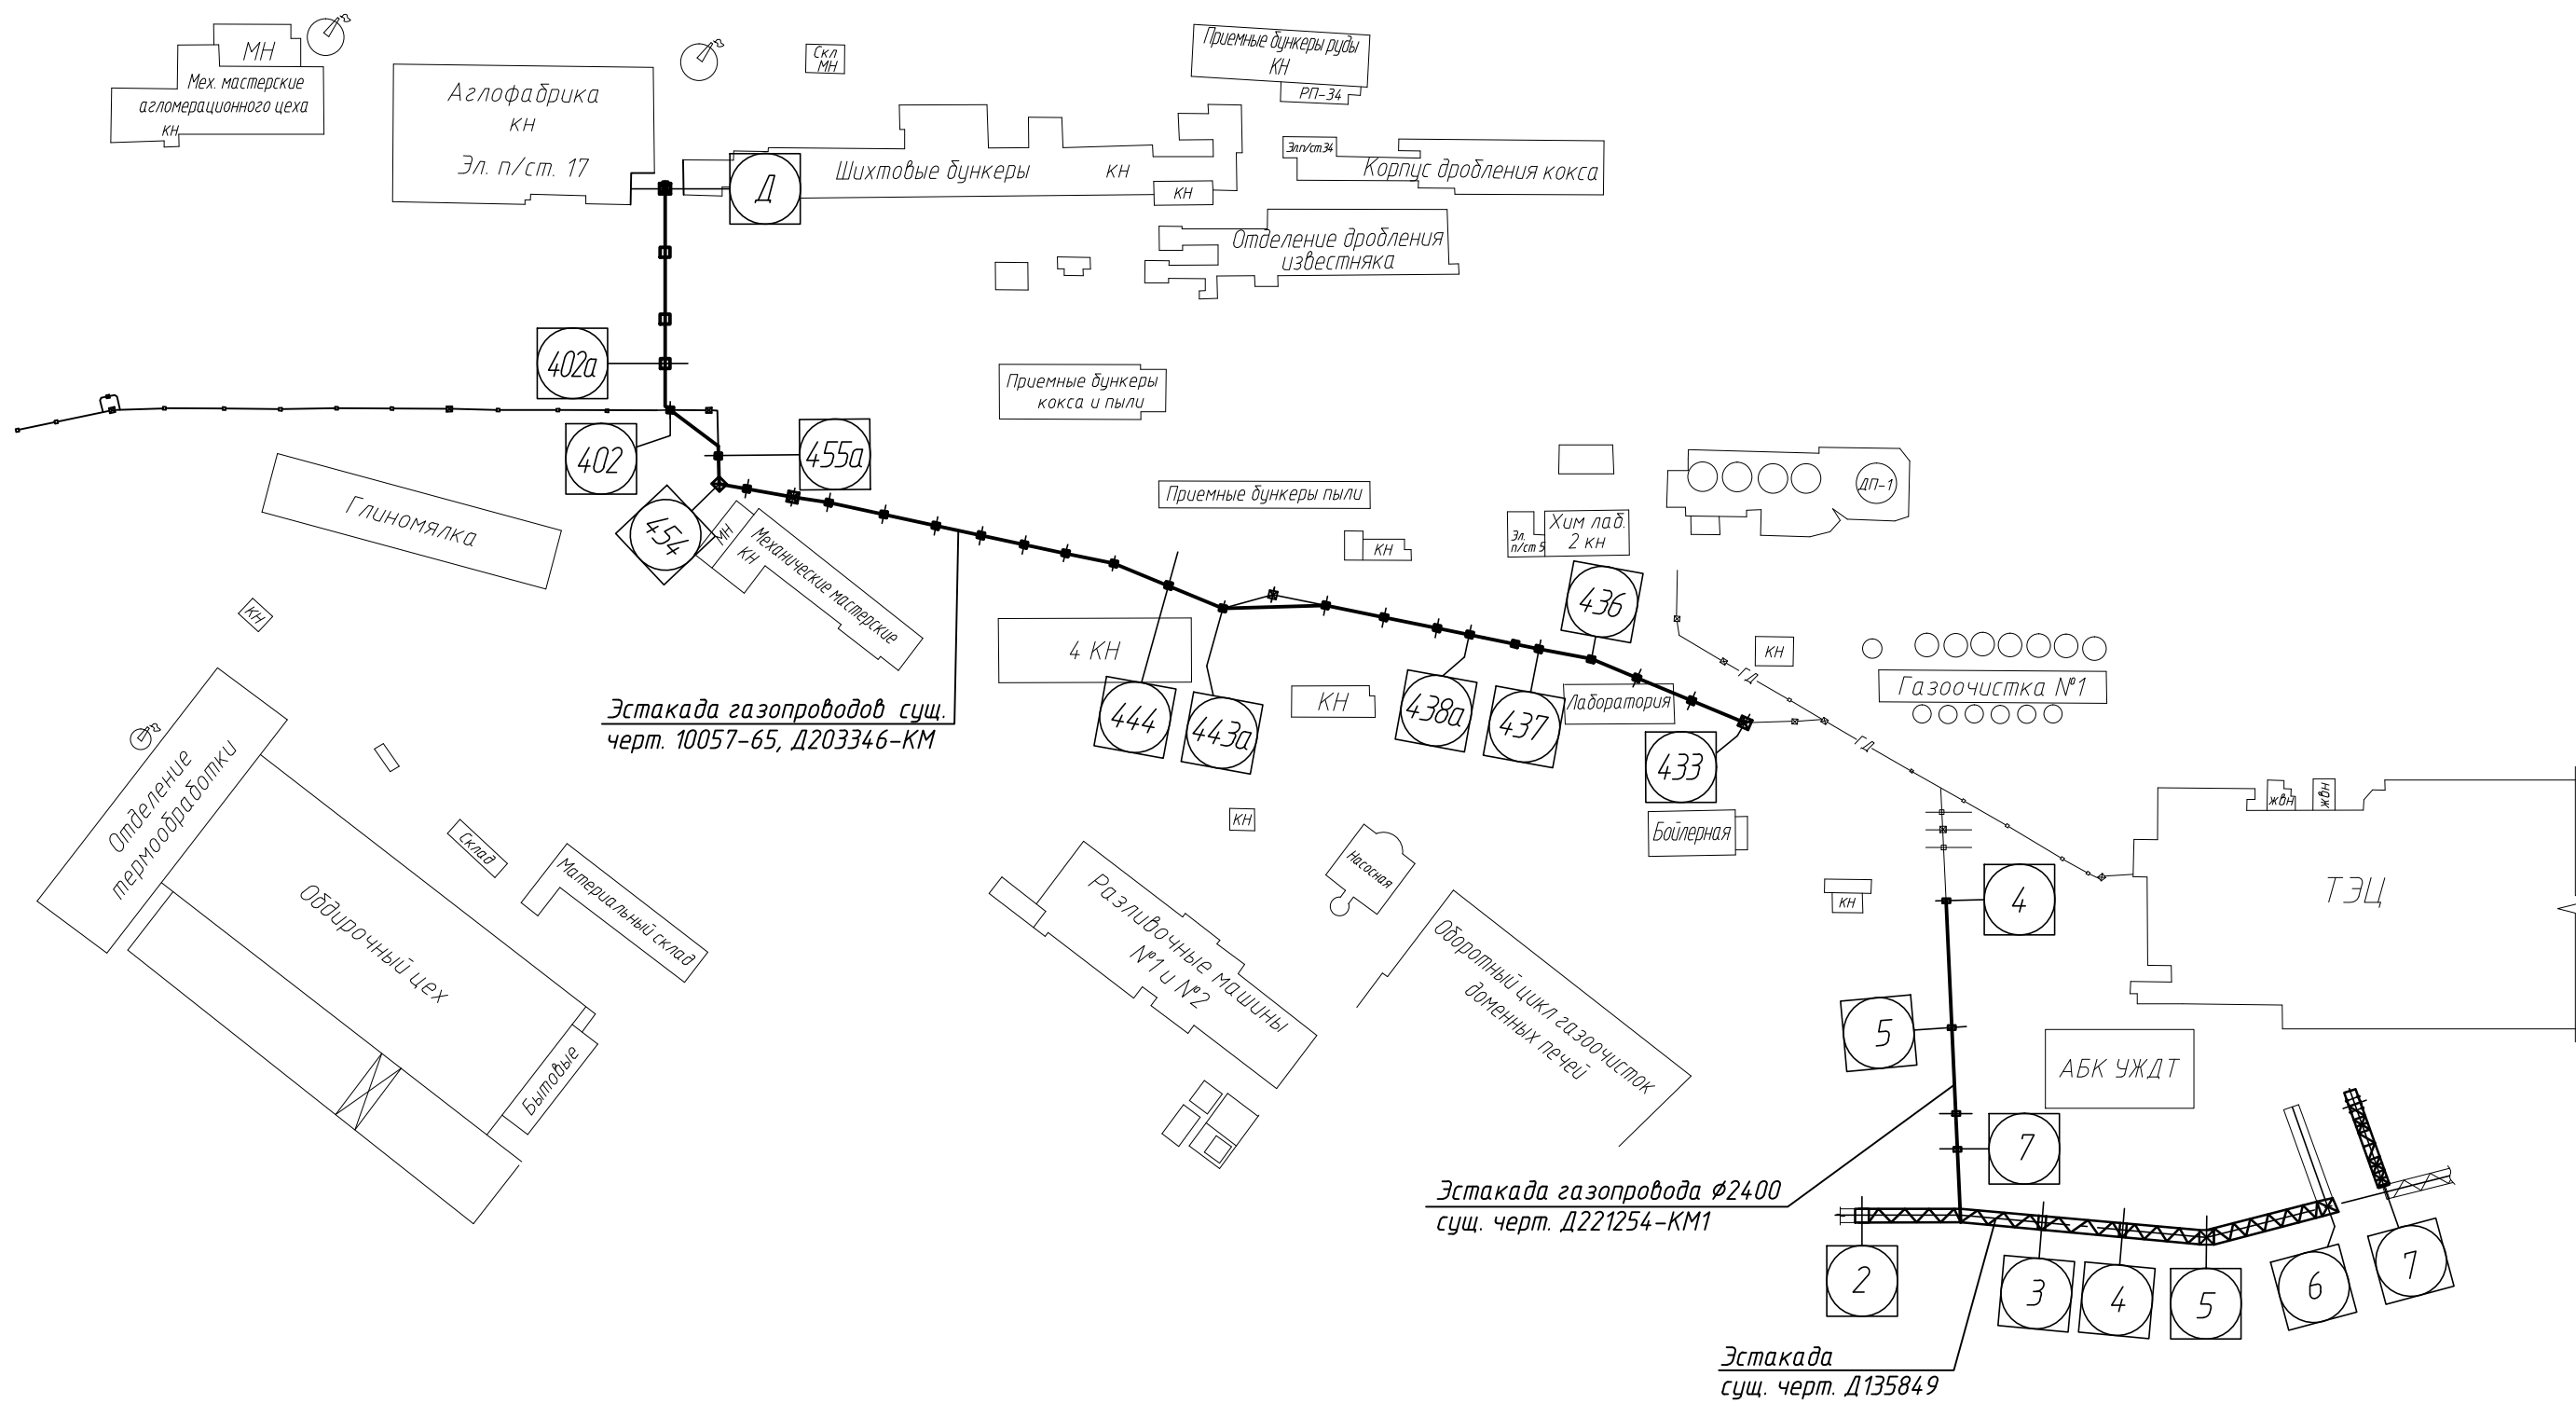 МН
Мех. мастерские
агломерационного цеха
КН
Аглофабрика
КН
Эл. п/ст. 17
Скл
МН
Приемные бункеры руды
КН
РП-34
Эл.п/ст34
Корпус дробления кокса
Шихтовые бункеры
КН
КН
Д
Отделение дробления
известняка
402а
Приемные бункеры
кокса и пыли
402
455а
454
Глиномялка
МН
Механические мастерские
КН
КН
Приемные бункеры пыли
КН
Эл.
п/ст 5
Хим лаб.
2 кн
ДП-1
436
4 КН
КН
444
443а
438а
437
Лаборатория
433
ГД
ГД
КН
Газоочистка №1
Эстакада газопроводов сущ.
черт. 10057-65, Д203346-КМ
Отделение
термообработки
Обдирочный цех
Склад
Материальный склад
Бытовые
КН
Насосная
Разливочные машины
№1 и №2
Оборотный цикл газоочисток
доменных печей
Бойлерная
КН
жвн
жвн
ТЭЦ
4
5
АБК УЖДТ
7
Эстакада газопровода Ø2400
сущ. черт. Д221254-КМ1
2
3
4
5
6
7
Эстакада
сущ. черт. Д135849